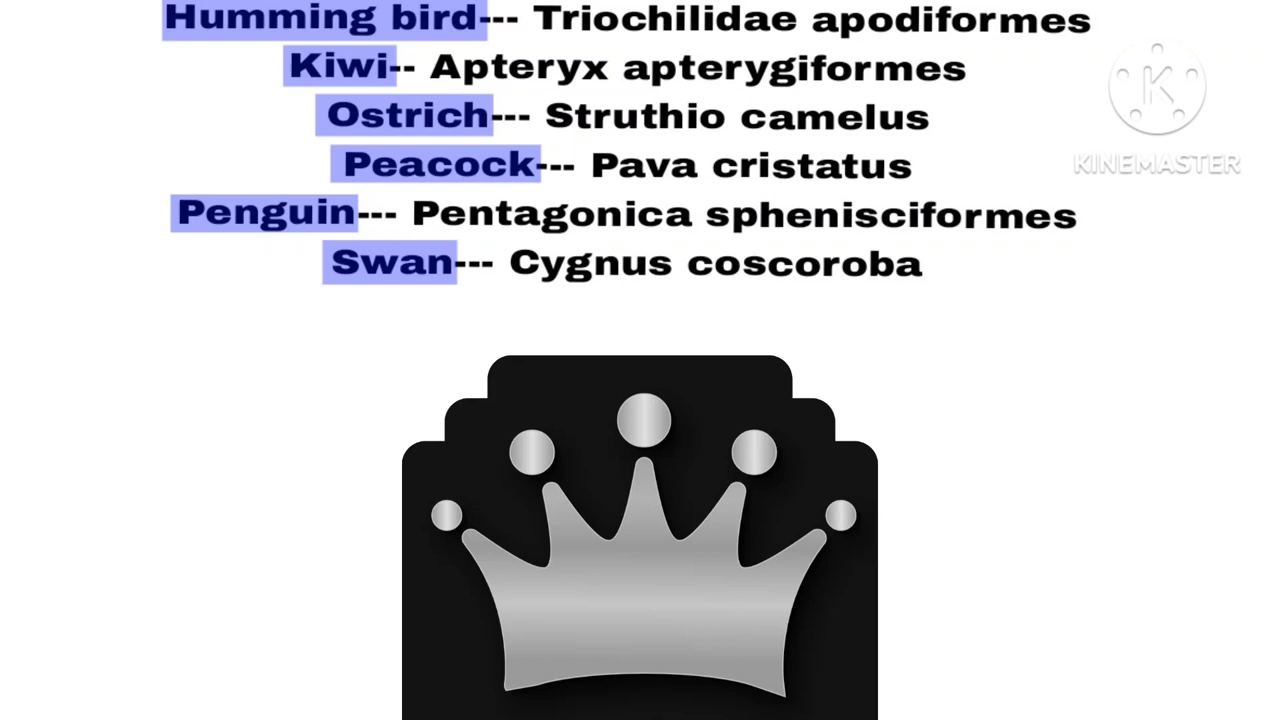 Humming bird--- Triochilidae apodiformes
Kiwi-- Apteryx apterygiformes
Ostrich--- Struthio camelus
Peacock--- Pava cristatus
Penguin--- Pentagonica sphenisciformes
Swan--- Cygnus coscoroba
K
KINEMASTER